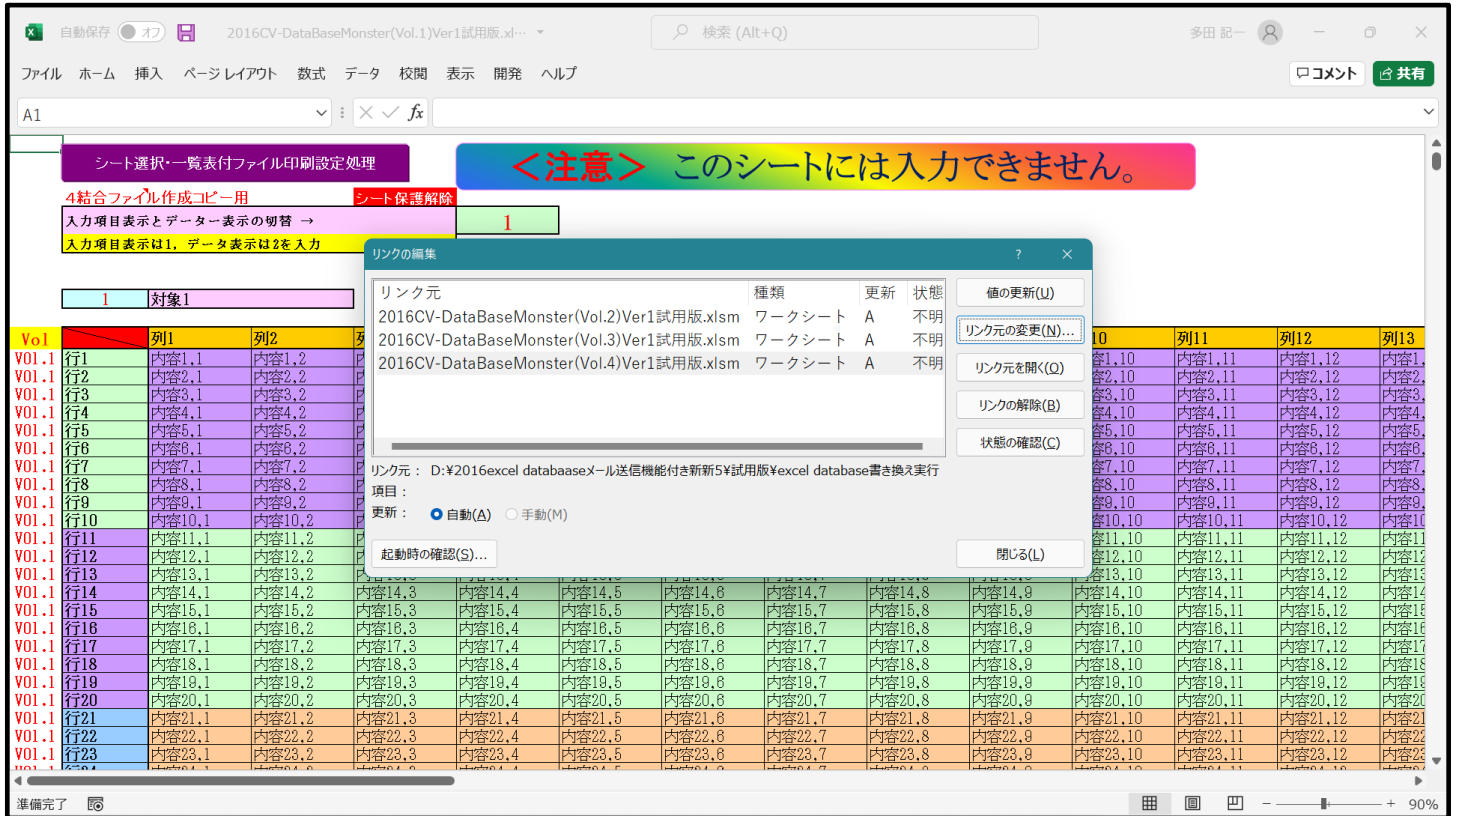 自動保存 オフ 2016CV-DataBaseMonster(Vol.1)Ver1試用版.xl… 検索 (Alt+Q) 多田 記一
ファイル ホーム 挿入 ページ レイアウト 数式 データ 校閲 表示 開発 ヘルプ コメント 共有
A1 fx
シート選択・一覧表付ファイル印刷設定処理 ＜注意＞ このシートには入力できません。
4結合ファイル作成コピー用 シート保護解除
入力項目表示とデーター表示の切替 → 1
入力項目表示は1，データ表示は2を入力
1 対象1
リンクの編集 ? ×
リンク元 種類 更新 状態
2016CV-DataBaseMonster(Vol.2)Ver1試用版.xlsm ワークシート A 不明
2016CV-DataBaseMonster(Vol.3)Ver1試用版.xlsm ワークシート A 不明
2016CV-DataBaseMonster(Vol.4)Ver1試用版.xlsm ワークシート A 不明
値の更新(U)
リンク元の変更(N)...
リンク元を開く(O)
リンクの解除(B)
状態の確認(C)
リンク元： D:¥2016excel databaaseメール送信機能付き新新5¥試用版¥excel database書き換え実行
項目：
更新： 自動(A) 手動(M)
起動時の確認(S)... 閉じる(L)
Vol 列1 列2 列11 列12 列13
VOl.1 行1 内容1,1 内容1,2 内容1,11 内容1,12
VOl.1 行2 内容2,1 内容2,2 内容2,11 内容2,12
VOl.1 行3 内容3,1 内容3,2 内容3,11 内容3,12
VOl.1 行4 内容4,1 内容4,2 内容4,11 内容4,12
VOl.1 行5 内容5,1 内容5,2 内容5,11 内容5,12
VOl.1 行6 内容6,1 内容6,2 内容6,11 内容6,12
VOl.1 行7 内容7,1 内容7,2 内容7,11 内容7,12
VOl.1 行8 内容8,1 内容8,2 内容8,11 内容8,12
VOl.1 行9 内容9,1 内容9,2 内容9,11 内容9,12
VOl.1 行10 内容10,1 内容10,2 内容10,11 内容10,12
VOl.1 行11 内容11,1 内容11,2 内容11,11 内容11,12
VOl.1 行12 内容12,1 内容12,2 内容12,11 内容12,12
VOl.1 行13 内容13,1 内容13,2 内容13,11 内容13,12
VOl.1 行14 内容14,1 内容14,2 内容14,3 内容14,4 内容14,5 内容14,6 内容14,7 内容14,8 内容14,9 内容14,10 内容14,11 内容14,12
VOl.1 行15 内容15,1 内容15,2 内容15,3 内容15,4 内容15,5 内容15,6 内容15,7 内容15,8 内容15,9 内容15,10 内容15,11 内容15,12
VOl.1 行16 内容16,1 内容16,2 内容16,3 内容16,4 内容16,5 内容16,6 内容16,7 内容16,8 内容16,9 内容16,10 内容16,11 内容16,12
VOl.1 行17 内容17,1 内容17,2 内容17,3 内容17,4 内容17,5 内容17,6 内容17,7 内容17,8 内容17,9 内容17,10 内容17,11 内容17,12
VOl.1 行18 内容18,1 内容18,2 内容18,3 内容18,4 内容18,5 内容18,6 内容18,7 内容18,8 内容18,9 内容18,10 内容18,11 内容18,12
VOl.1 行19 内容19,1 内容19,2 内容19,3 内容19,4 内容19,5 内容19,6 内容19,7 内容19,8 内容19,9 内容19,10 内容19,11 内容19,12
VOl.1 行20 内容20,1 内容20,2 内容20,3 内容20,4 内容20,5 内容20,6 内容20,7 内容20,8 内容20,9 内容20,10 内容20,11 内容20,12
VOl.1 行21 内容21,1 内容21,2 内容21,3 内容21,4 内容21,5 内容21,6 内容21,7 内容21,8 内容21,9 内容21,10 内容21,11 内容21,12
VOl.1 行22 内容22,1 内容22,2 内容22,3 内容22,4 内容22,5 内容22,6 内容22,7 内容22,8 内容22,9 内容22,10 内容22,11 内容22,12
VOl.1 行23 内容23,1 内容23,2 内容23,3 内容23,4 内容23,5 内容23,6 内容23,7 内容23,8 内容23,9 内容23,10 内容23,11 内容23,12
準備完了 90%